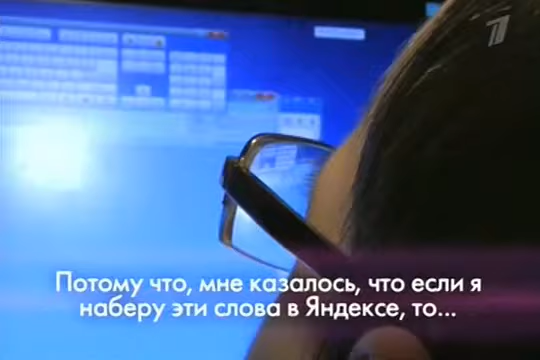 Потому что, мне казалось, что если я
наберу эти слова в Яндексе, то...